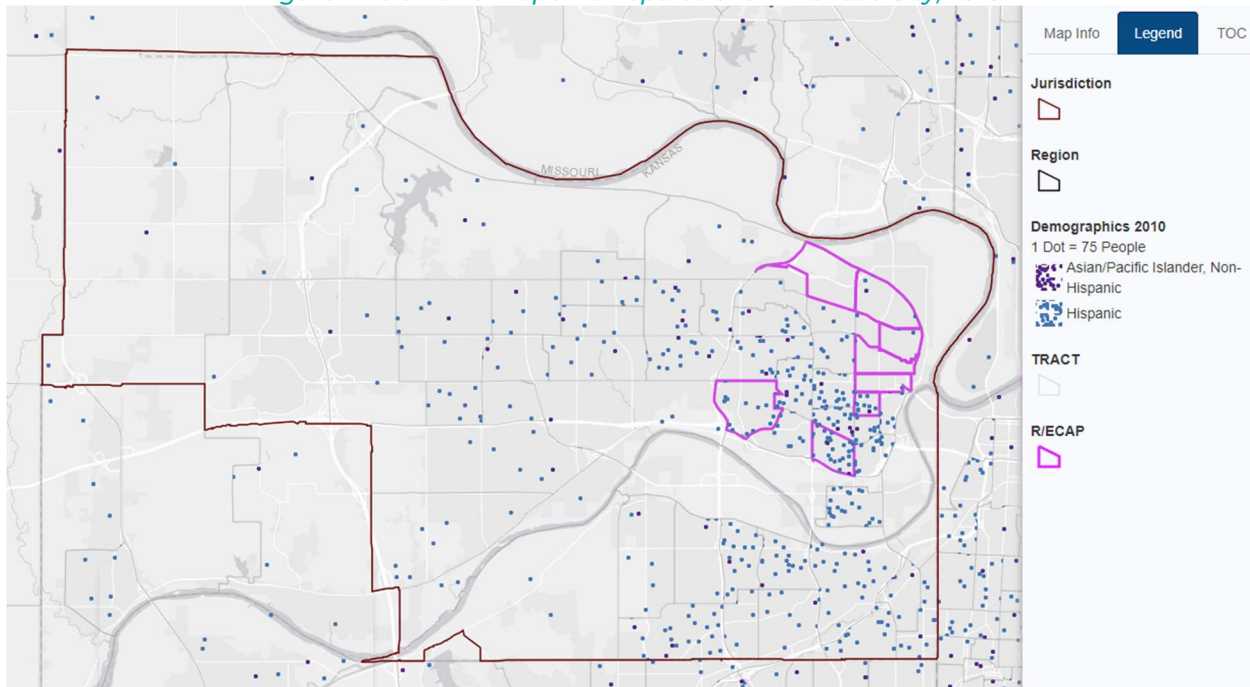 Map Info Legend TOC
Jurisdiction
Region
Demographics 2010
1 Dot = 75 People
Asian/Pacific Islander, Non-
Hispanic
Hispanic
TRACT
R/ECAP
MISSOURI
KANSAS